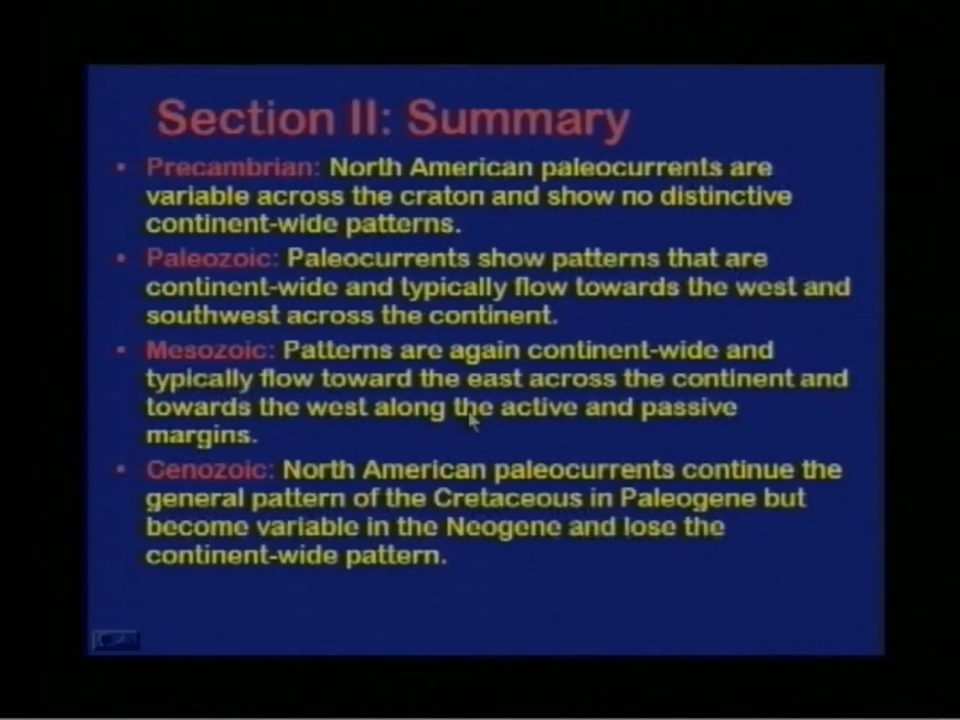 Section II: Summary
• Precambrian: North American paleocurrents are
variable across the craton and show no distinctive
continent-wide patterns.
• Paleozoic: Paleocurrents show patterns that are
continent-wide and typically flow towards the west and
southwest across the continent.
• Mesozoic: Patterns are again continent-wide and
typically flow toward the east across the continent and
towards the west along the active and passive
margins.
• Cenozoic: North American paleocurrents continue the
general pattern of the Cretaceous in Paleogene but
become variable in the Neogene and lose the
continent-wide pattern.